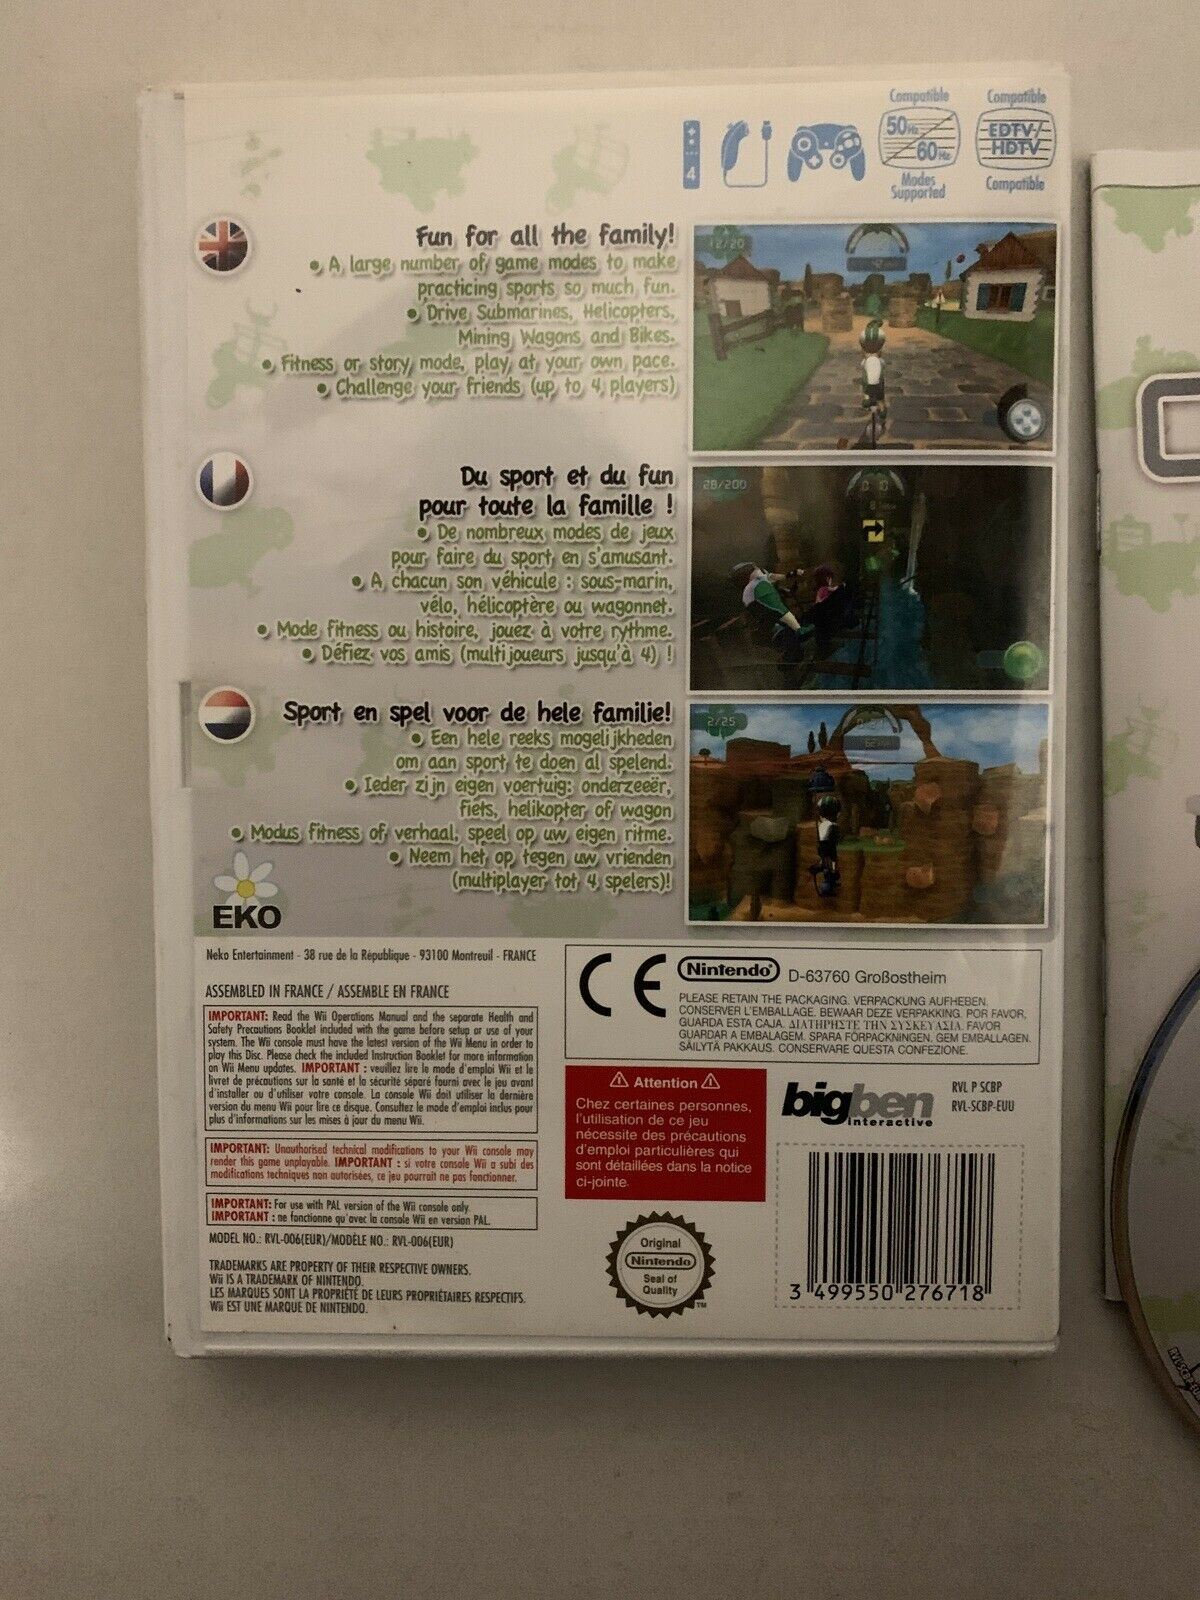 Compatible
50Hz
60Hz
Modes
Supported
Compatible
EDTV/
HDTV
Compatible
4
Fun for all the family!
• A large number of game modes to make
practicing sports so much fun.
• Drive Submarines, Helicopters,
Mining Wagons and Bikes.
• Fitness or story mode, play, at your own pace.
• Challenge your friends (up to 4 players)
12/20
Du sport et du fun
pour toute la famille !
• De nombreux modes de jeux
pour faire du sport en s'amusant.
• A chacun son véhicule : sous-marin,
vélo, hélicoptère ou wagonnet.
• Mode fitness ou histoire, jouez à votre rythme.
• Défiez vos amis (multijoueurs jusqu'à 4) !
28/200
Sport en spel voor de hele familie!
• Een hele reeks mogelijkheden
om aan sport te doen al spelend.
• Ieder zijn eigen voertuig: onderzeeër,
fiets, helikopter of wagon
• Modus fitness of verhaal, speel op uw eigen ritme.
• Neem het op tegen uw vrienden
(multiplayer tot 4 spelers)!
2/25
EKO
Neko Entertainment - 38 rue de la République - 93100 Montreuil - FRANCE
ASSEMBLED IN FRANCE / ASSEMBLE EN FRANCE
IMPORTANT: Read the Wii Operations Manual and the separate Health and
Safety Precautions Booklet included with the game before setup or use of your
system. The Wii console must have the latest version of the Wii Menu in order to
play this Disc. Please check the included Instruction Booklet for more information
on Wii Menu updates. IMPORTANT : veuillez lire le mode d'emploi Wii et le
livret de précautions sur la santé et la sécurité séparé fourni avec le jeu avant
d'installer ou d'utiliser votre console. La console Wii doit utiliser la dernière
version du menu Wii pour lire ce disque. Consultez le mode d'emploi inclus pour
plus d'informations sur les mises à jour du menu Wii.
IMPORTANT: Unauthorised technical modifications to your Wii console may
render this game unplayable. IMPORTANT : si votre console Wii a subi des
modifications techniques non autorisées, ce jeu pourrait ne pas fonctionner.
IMPORTANT: For use with PAL version of the Wii console only.
IMPORTANT : ne fonctionne qu'avec la console Wii en version PAL.
MODEL NO.: RVL-006(EUR)/MODÈLE NO.: RVL-006(EUR)
TRADEMARKS ARE PROPERTY OF THEIR RESPECTIVE OWNERS.
Wii IS A TRADEMARK OF NINTENDO.
LES MARQUES SONT LA PROPRIÉTÉ DE LEURS PROPRIÉTAIRES RESPECTIFS.
Wii EST UNE MARQUE DE NINTENDO.
CE
Nintendo® D-63760 Großostheim
PLEASE RETAIN THE PACKAGING. VERPACKUNG AUFHEBEN.
CONSERVER L'EMBALLAGE. BEWAAR DEZE VERPAKKING. POR FAVOR,
GUARDA ESTA CAJA. ΔΙΑΤΗΡΗΣΤΕ ΤΗΝ ΣΥΣΚΕΥΑΣΙΑ. FAVOR
GUARDAR A EMBALAGEM. SPARA FÖRPACKNINGEN. GEM EMBALLAGEN.
SÄILYTÄ PAKKAUS. CONSERVARE QUESTA CONFEZIONE.
⚠ Attention ⚠
Chez certaines personnes,
l'utilisation de ce jeu
nécessite des précautions
d'emploi particulières qui
sont détaillées dans la notice
ci-jointe.
bigben
interactive
RVL P SCBP
RVL-SCBP-EUU
Original
Nintendo
Seal of
Quality
TM
3 499550 276718